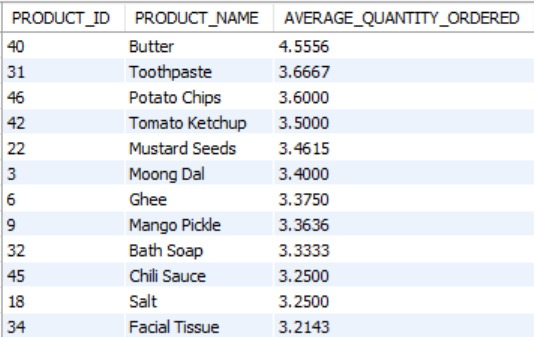 PRODUCT_ID PRODUCT_NAME AVERAGE_QUANTITY_ORDERED
40 Butter 4.5556
31 Toothpaste 3.6667
46 Potato Chips 3.6000
42 Tomato Ketchup 3.5000
22 Mustard Seeds 3.4615
3 Moong Dal 3.4000
6 Ghee 3.3750
9 Mango Pickle 3.3636
32 Bath Soap 3.3333
45 Chili Sauce 3.2500
18 Salt 3.2500
34 Facial Tissue 3.2143